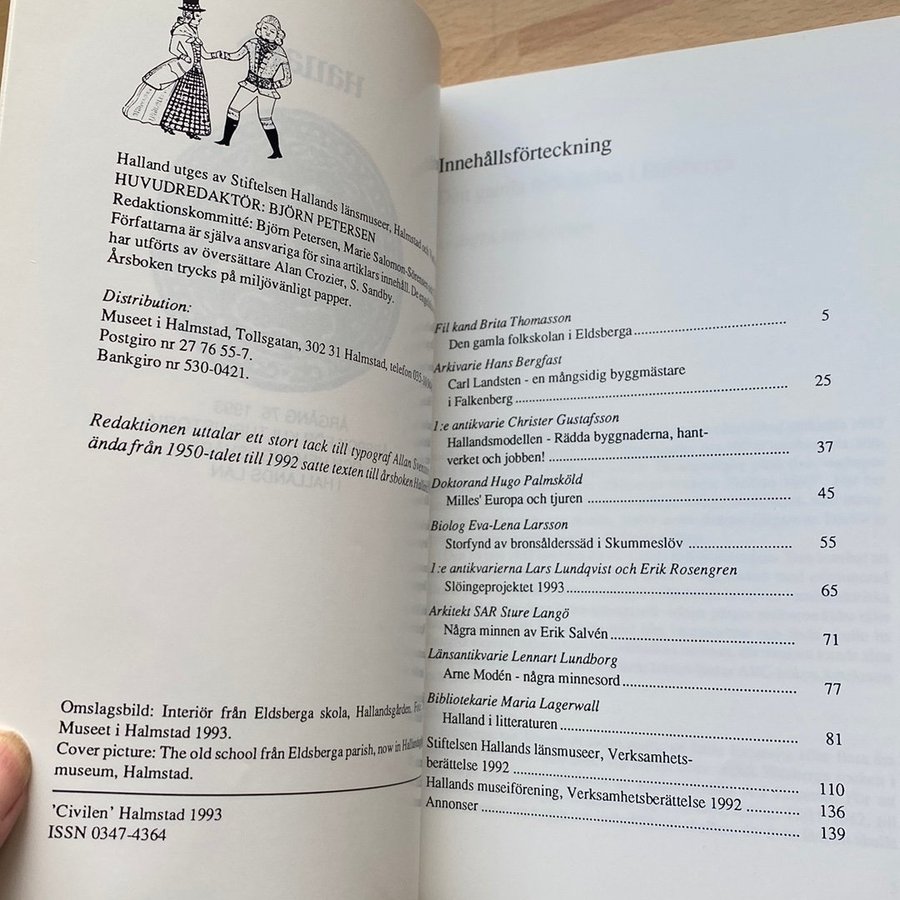 Halland utges av Stiftelsen Hallands länsmuseer, Halmstad och
HUVUDREDAKTÖR: BJÖRN PETERSEN
Redaktionskommitté: Björn Petersen, Marie Salomon-Sörensen
Författarna är själva ansvariga för sina artiklars innehåll. De
har utförts av översättare Alan Crozier, S. Sandby.
Årsboken trycks på miljövänligt papper.
Distribution:
Museet i Halmstad, Tollsgatan, 302 31 Halmstad, telefon
Postgiro nr 27 76 55-7.
Bankgiro nr 530-0421.
Redaktionen uttalar ett stort tack till typograf Allan
ända från 1950-talet till 1992 satte texten till årsboken
Omslagsbild: Interiör från Eldsberga skola, Hallandsgården.
Museet i Halmstad 1993.
Cover picture: The old school från Eldsberga parish, now in
museum, Halmstad.
'Civilen' Halmstad 1993
ISSN 0347-4364
Innehållsförteckning
Fil kand Brita Thomasson
Den gamla folkskolan i Eldsberga 5
Arkivarie Hans Bergfast
Carl Landsten - en mångsidig byggmästare
i Falkenberg 25
1:e antikvarie Christer Gustafsson
Hallandsmodellen - Rädda byggnaderna, hant-
verket och jobben! 37
Doktorand Hugo Palmsköld
Milles' Europa och tjuren 45
Biolog Eva-Lena Larsson
Storfynd av bronsålderssäd i Skummeslöv 55
1:e antikvarierna Lars Lundqvist och Erik Rosengren
Slöingeprojektet 1993 65
Arkitekt SAR Sture Langö
Några minnen av Erik Salvén 71
Länsantikvarie Lennart Lundborg
Arne Modén - några minnesord 77
Bibliotekarie Maria Lagerwall
Halland i litteraturen 81
Stiftelsen Hallands länsmuseer, Verksamhets-
berättelse 1992 110
Hallands museiförening, Verksamhetsberättelse 1992 136
Annonser 139